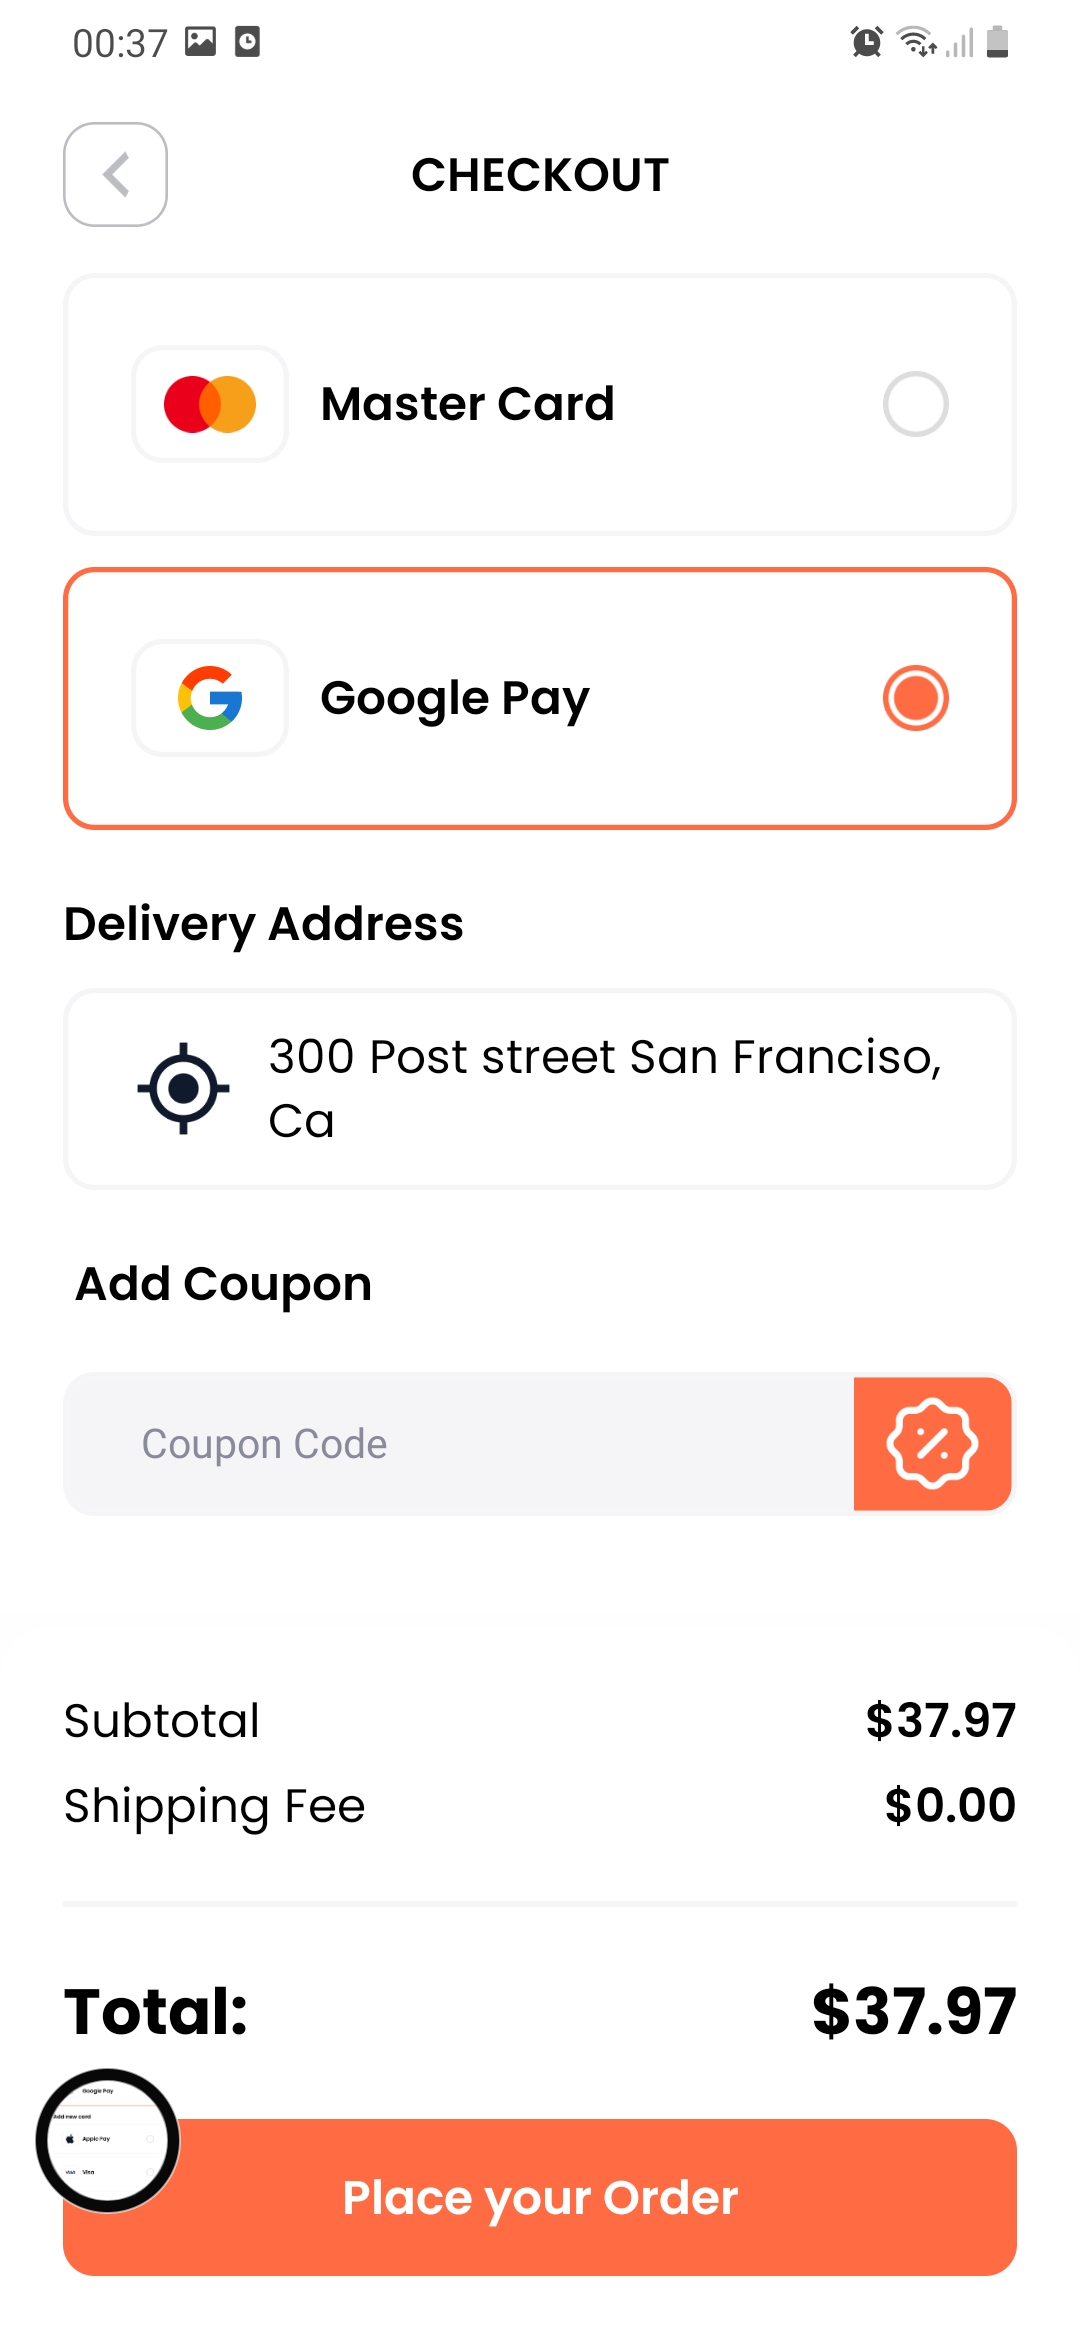 00:37
CHECKOUT
Master Card
Google Pay
Delivery Address
300 Post street San Franciso,
Ca
Add Coupon
Coupon Code
Subtotal $37.97
Shipping Fee $0.00
Total: $37.97
Google Pay
Add new card
Apple Pay
VISA Visa
Place your Order